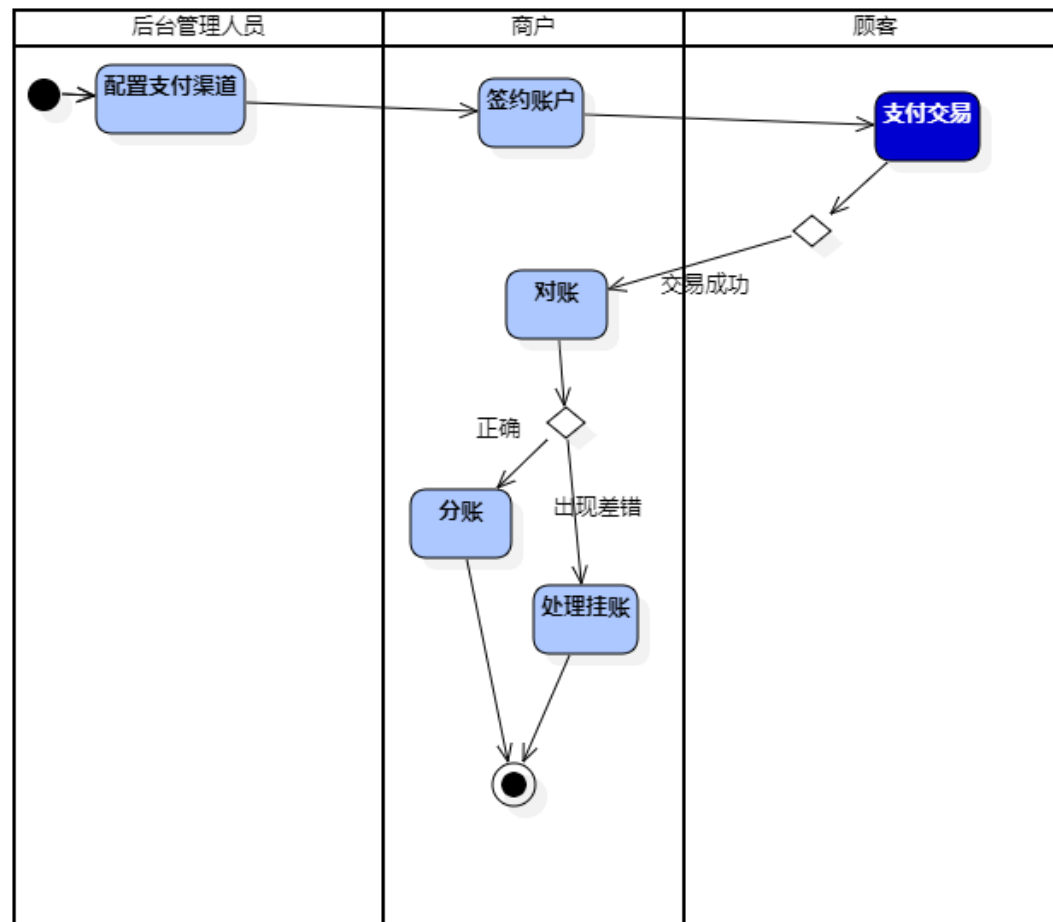 后台管理人员
商户
顾客
配置支付渠道
签约账户
支付交易
交易成功
对账
正确
分账
出现差错
处理挂账